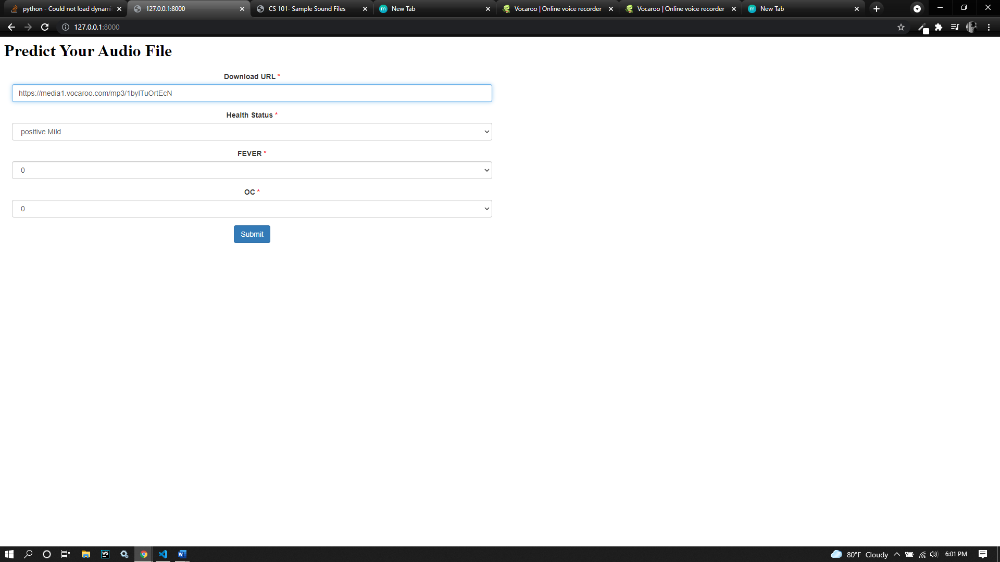 python - Could not load dynami
127.0.0.1:8000
CS 101- Sample Sound Files
New Tab
Vocaroo | Online voice recorder
Vocaroo | Online voice recorder
New Tab
127.0.0.1:8000
Predict Your Audio File
Download URL *
https://media1.vocaroo.com/mp3/1byITuOrtEcN
Health Status *
positive Mild
FEVER *
0
OC *
0
Submit
80°F Cloudy
6:01 PM